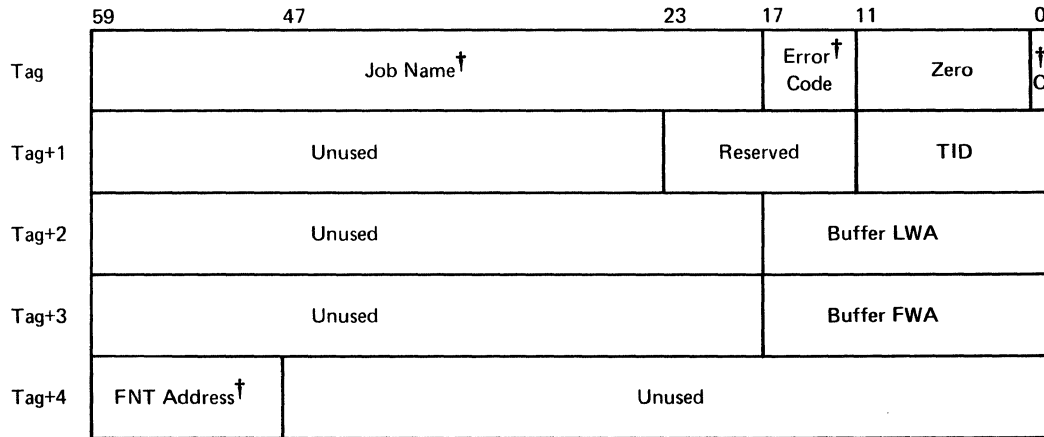 59 47 23 17 11 0
Tag Job Name† Error† Code Zero † C
Tag+1 Unused Reserved TID
Tag+2 Unused Buffer LWA
Tag+3 Unused Buffer FWA
Tag+4 FNT Address† Unused